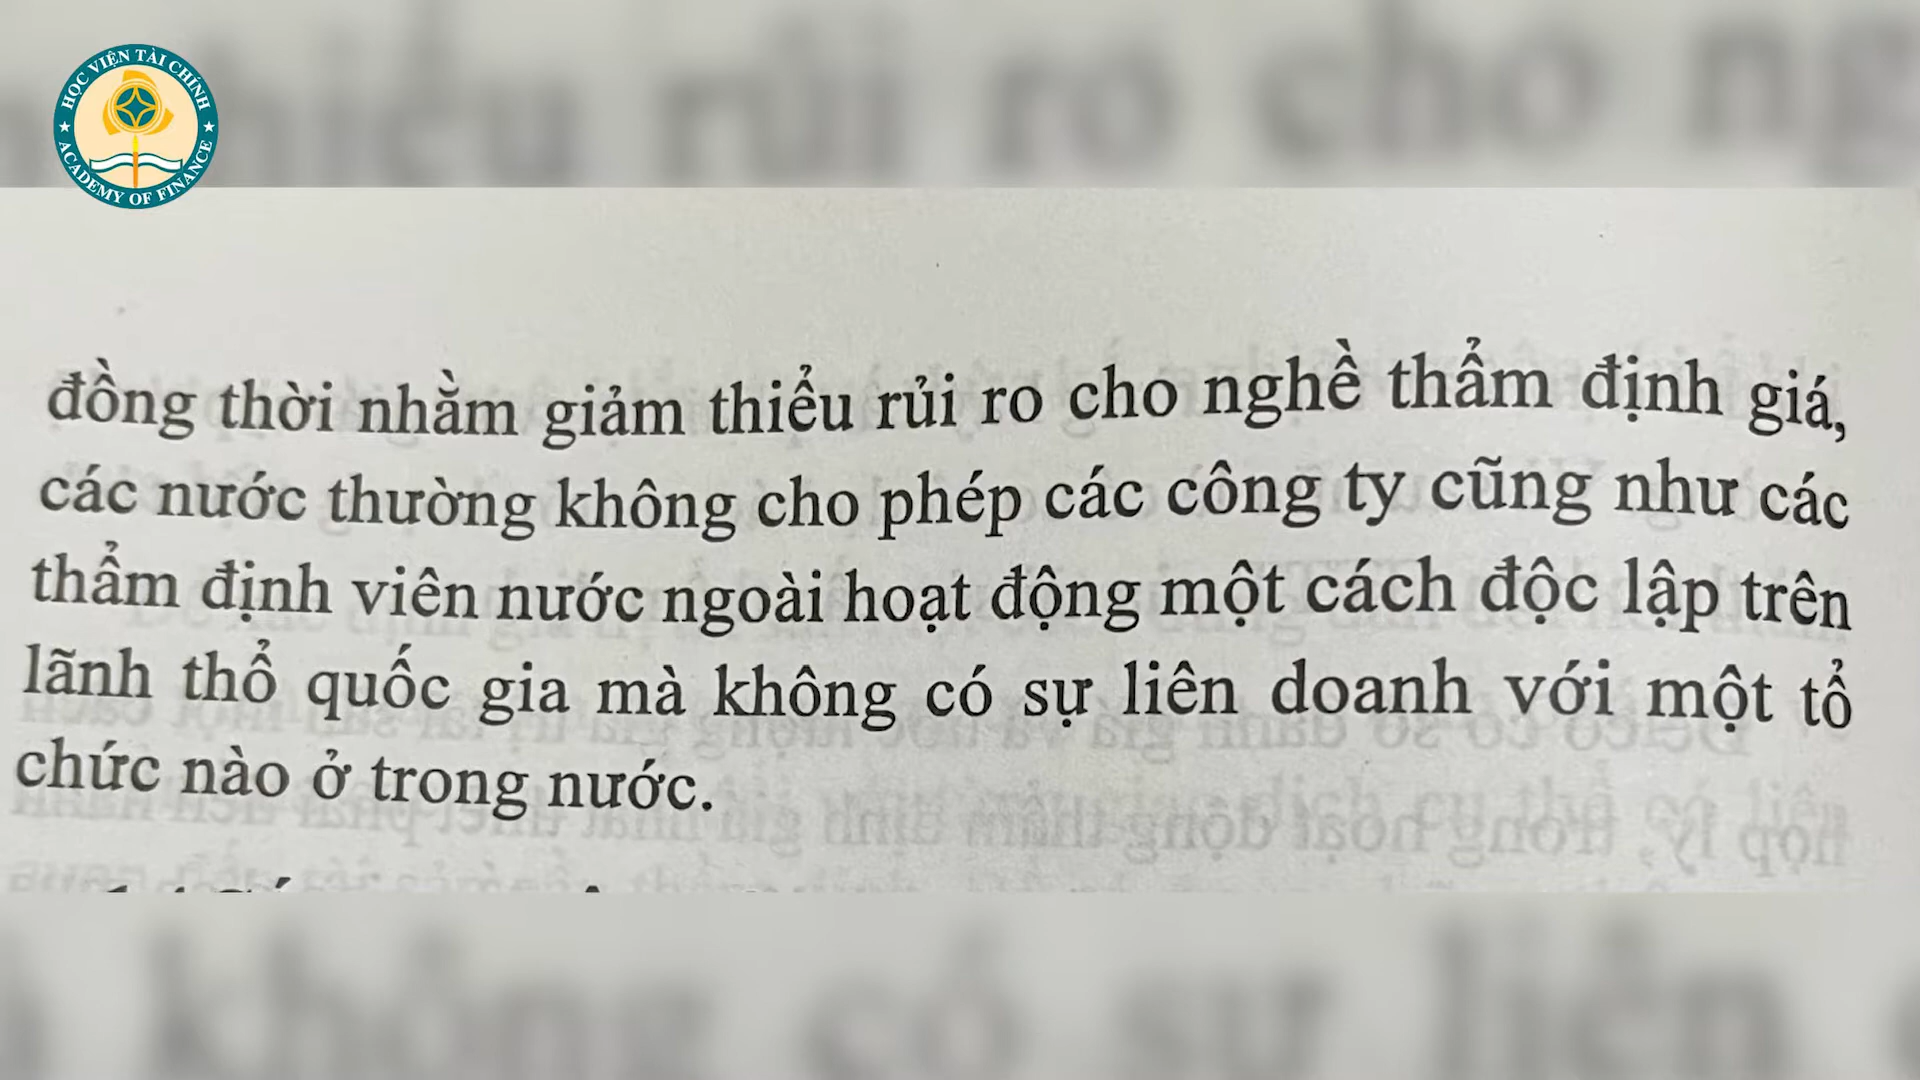 HỌC VIỆN TÀI CHÍNH
ACADEMY OF FINANCE
đồng thời nhằm giảm thiểu rủi ro cho nghề thẩm định giá,
các nước thường không cho phép các công ty cũng như các
thẩm định viên nước ngoài hoạt động một cách độc lập trên
lãnh thổ quốc gia mà không có sự liên doanh với một tổ
chức nào ở trong nước.